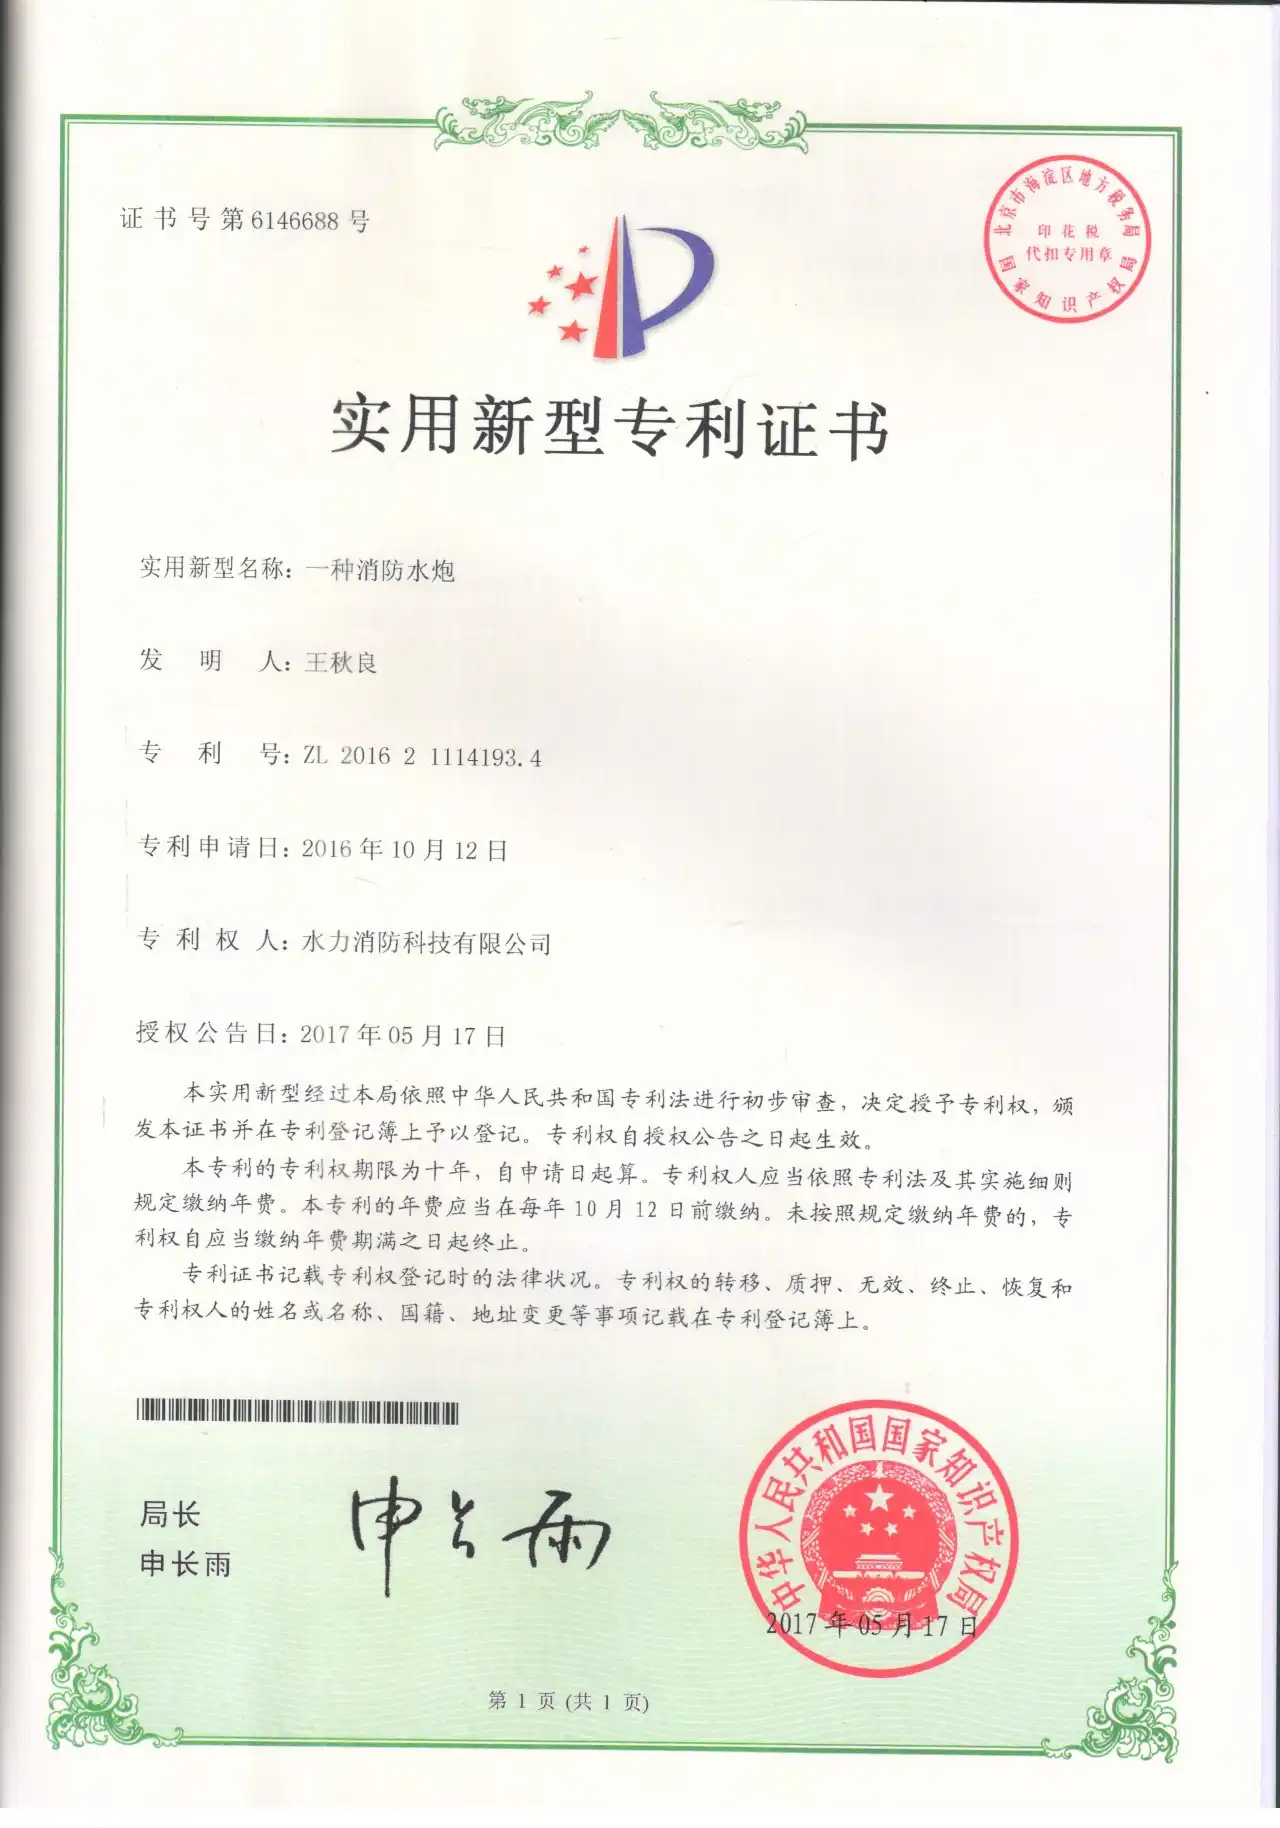 证书号第6146688号
北京市海淀区地方税务局
印花税
代扣专用章
国家知识产权局
实用新型专利证书
实用新型名称：一种消防水炮
发明人：王秋良
专利号：ZL 2016 2 1114193.4
专利申请日：2016年10月12日
专利权人：水力消防科技有限公司
授权公告日：2017年05月17日
本实用新型经过本局依照中华人民共和国专利法进行初步审查，决定授予专利权，颁
发本证书并在专利登记簿上予以登记。专利权自授权公告之日起生效。
本专利的专利权期限为十年，自申请日起算。专利权人应当依照专利法及其实施细则
规定缴纳年费。本专利的年费应当在每年10月12日前缴纳。未按照规定缴纳年费的，专
利权自应当缴纳年费期满之日起终止。
专利证书记载专利权登记时的法律状况。专利权的转移、质押、无效、终止、恢复和
专利权人的姓名或名称、国籍、地址变更等事项记载在专利登记簿上。
局长
申长雨
申长雨
中华人民共和国国家知识产权局
2017年05月17日
第1页(共1页)